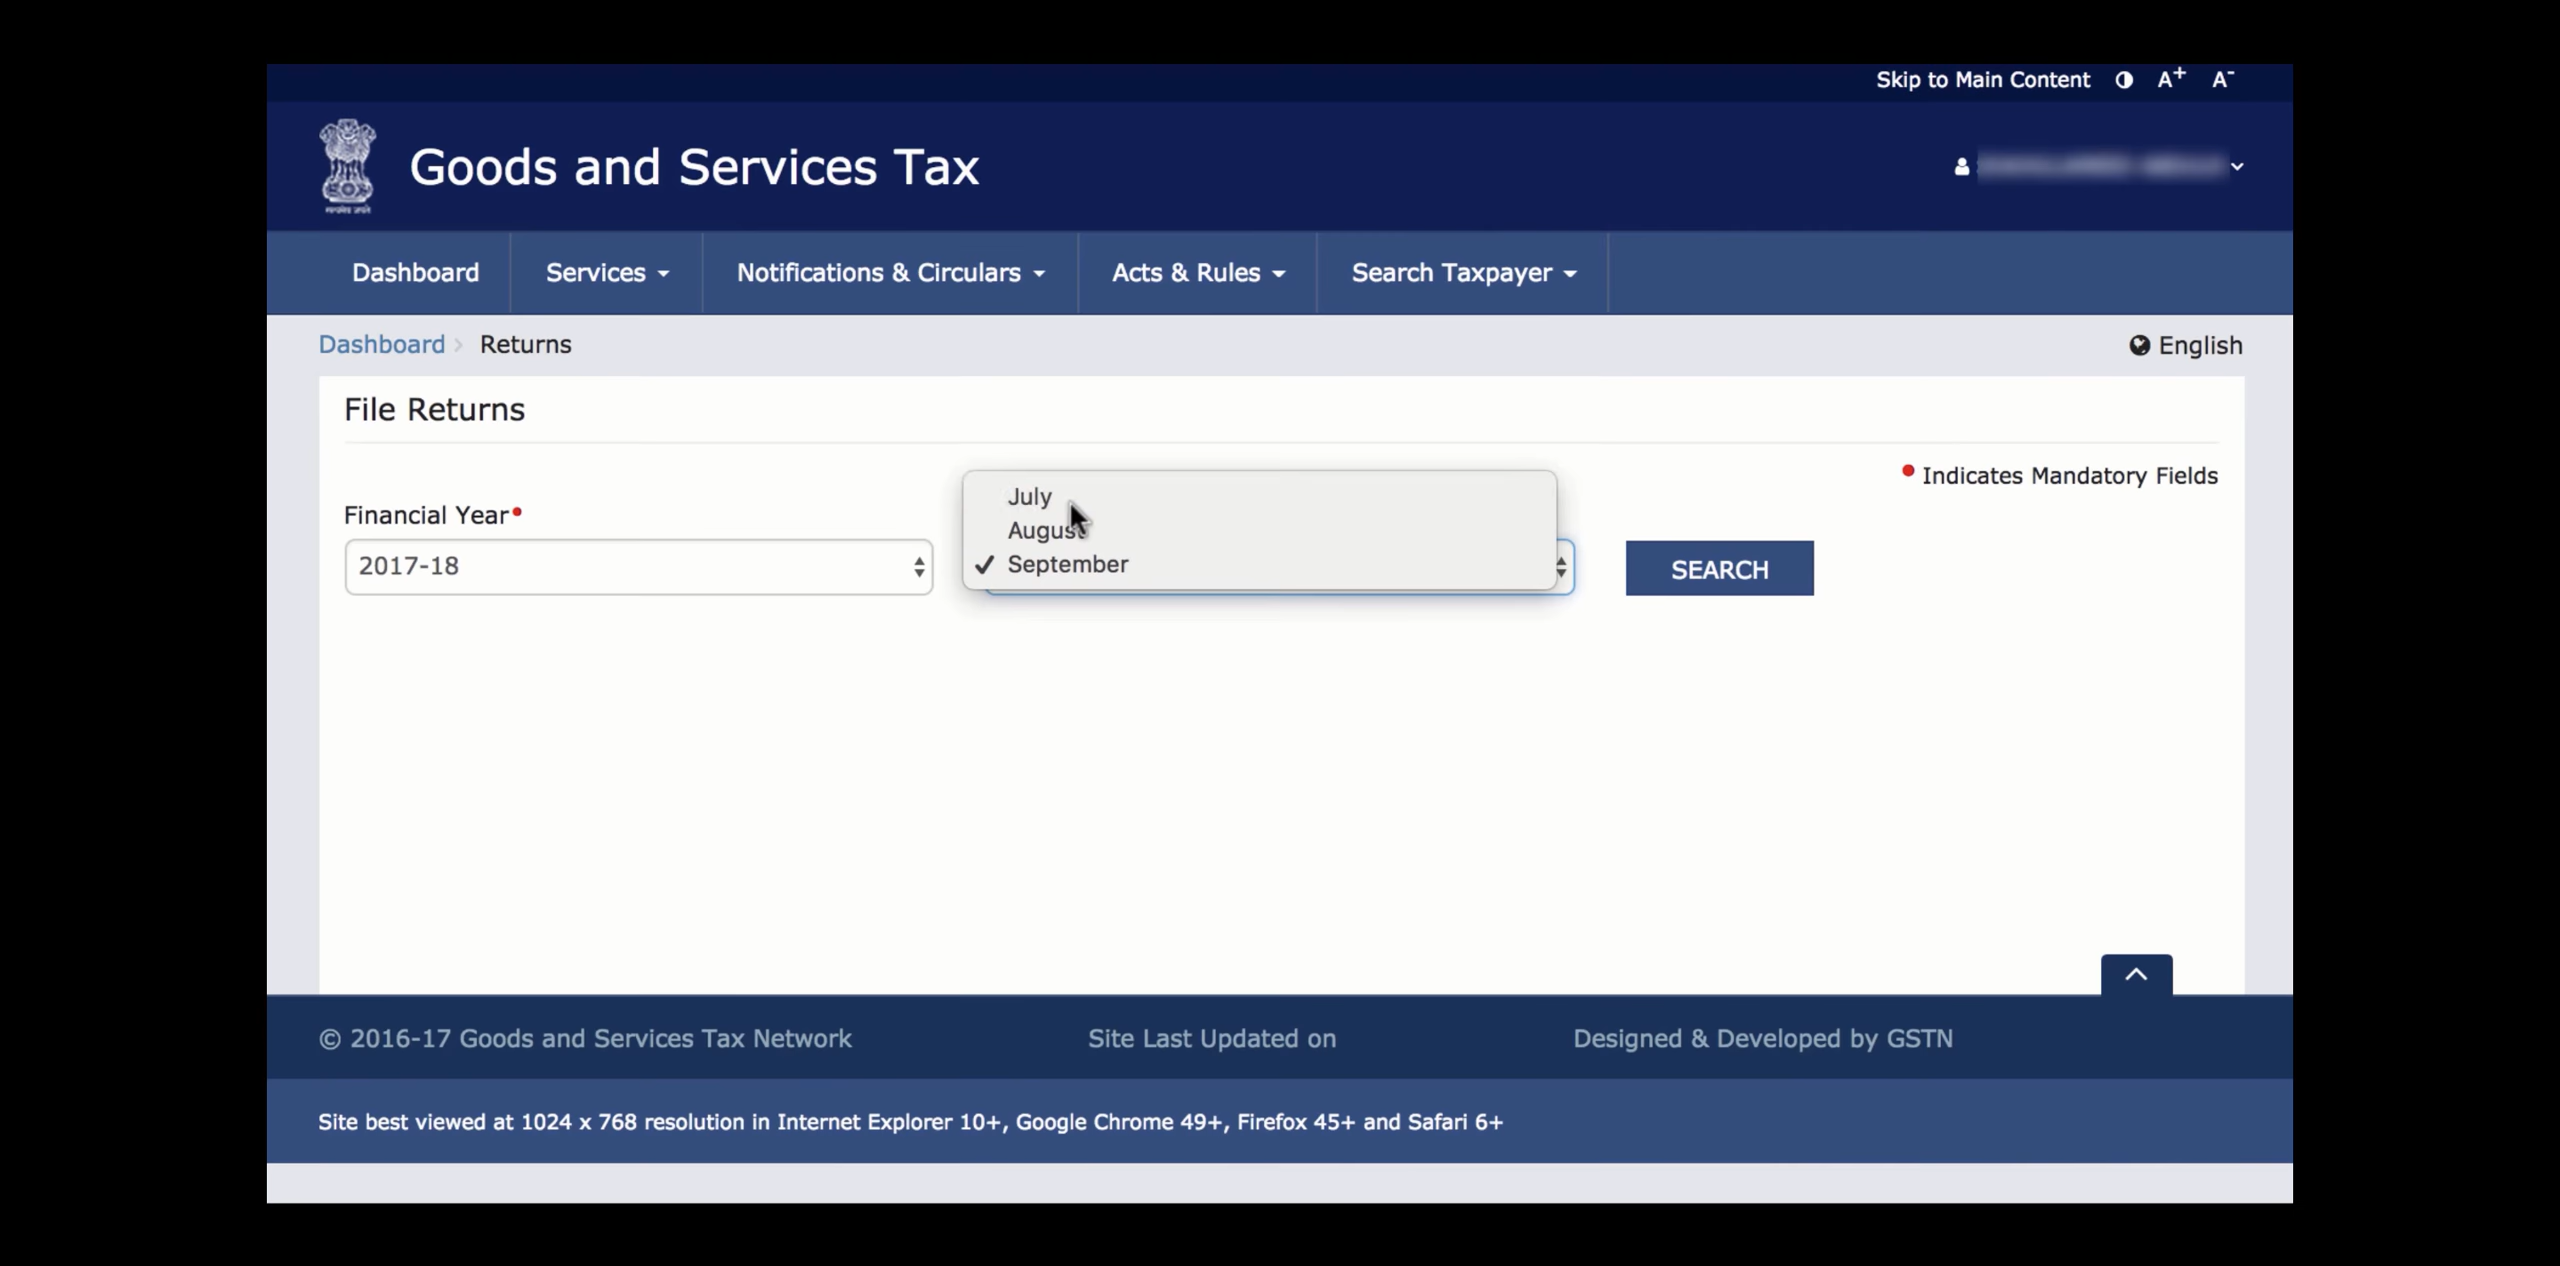 Skip to Main Content A+ A-
Goods and Services Tax
Dashboard Services Notifications & Circulars Acts & Rules Search Taxpayer
Dashboard > Returns English
File Returns
Indicates Mandatory Fields
Financial Year
July
August
September
2017-18
SEARCH
© 2016-17 Goods and Services Tax Network Site Last Updated on Designed & Developed by GSTN
Site best viewed at 1024 x 768 resolution in Internet Explorer 10+, Google Chrome 49+, Firefox 45+ and Safari 6+